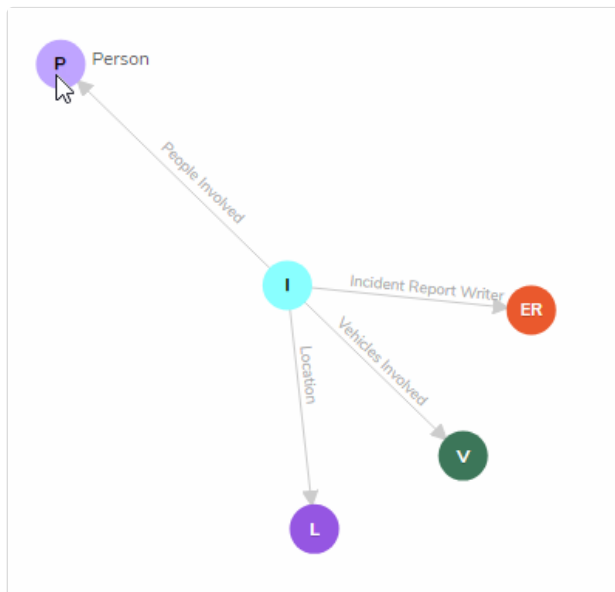 P
Person
People Involved
I
Incident Report Writer
ER
Vehicles Involved
Location
V
L